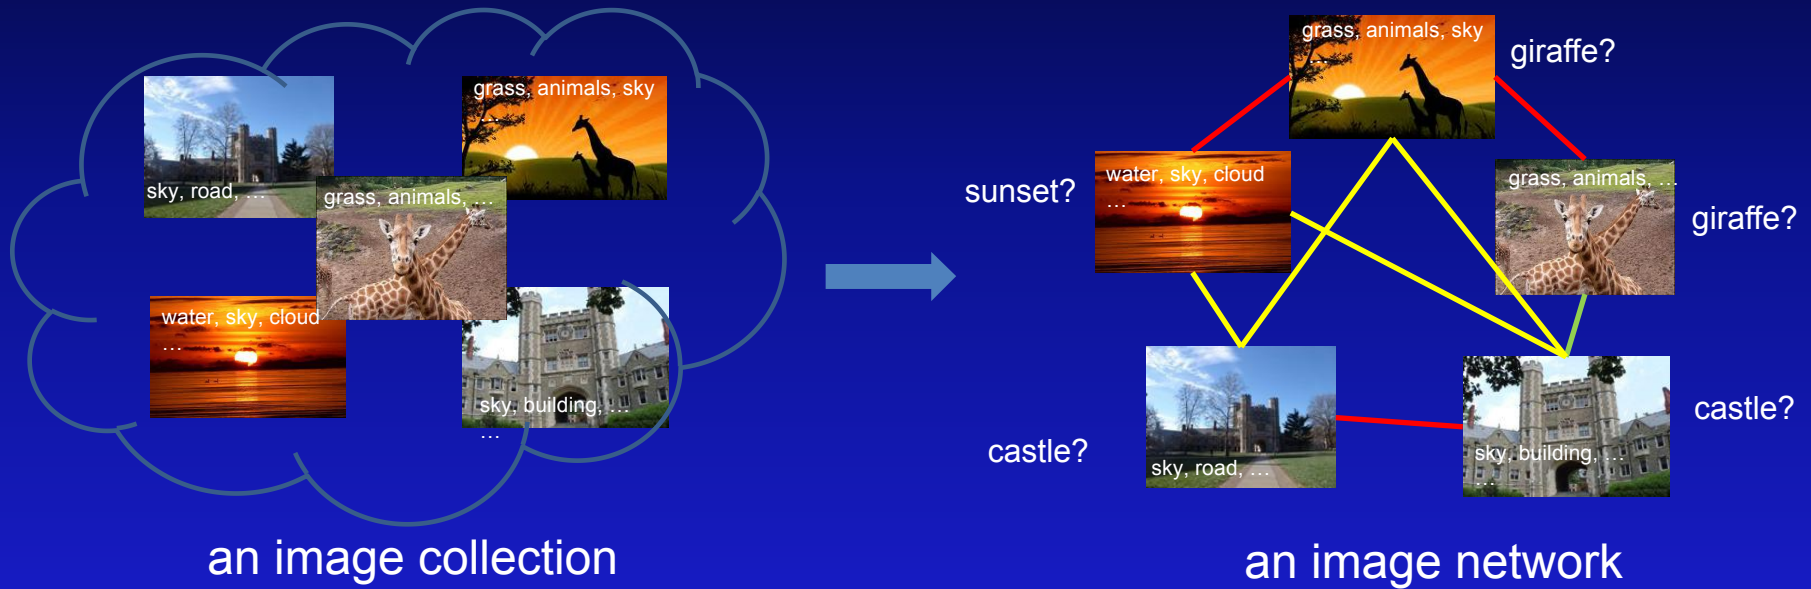 grass, animals, sky
…
sky, road, …
grass, animals, …
water, sky, cloud
…
sky, building, …
…
an image collection
grass, animals, sky
…
giraffe?
water, sky, cloud
…
sunset?
grass, animals, …
giraffe?
sky, road, …
castle?
sky, building, …
…
castle?
an image network